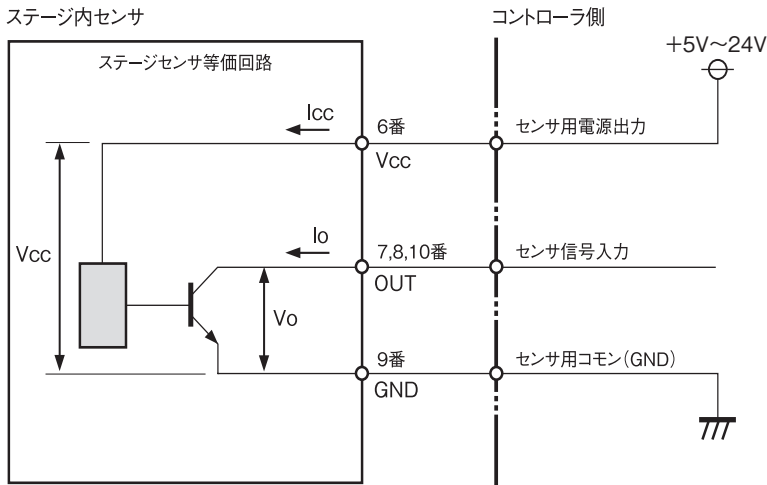 ステージ内センサ
コントローラ側
ステージセンサ等価回路
+5V～24V
Icc
6番
センサ用電源出力
Vcc
Vcc
Io
7,8,10番
センサ信号入力
OUT
Vo
9番
センサ用コモン（GND）
GND